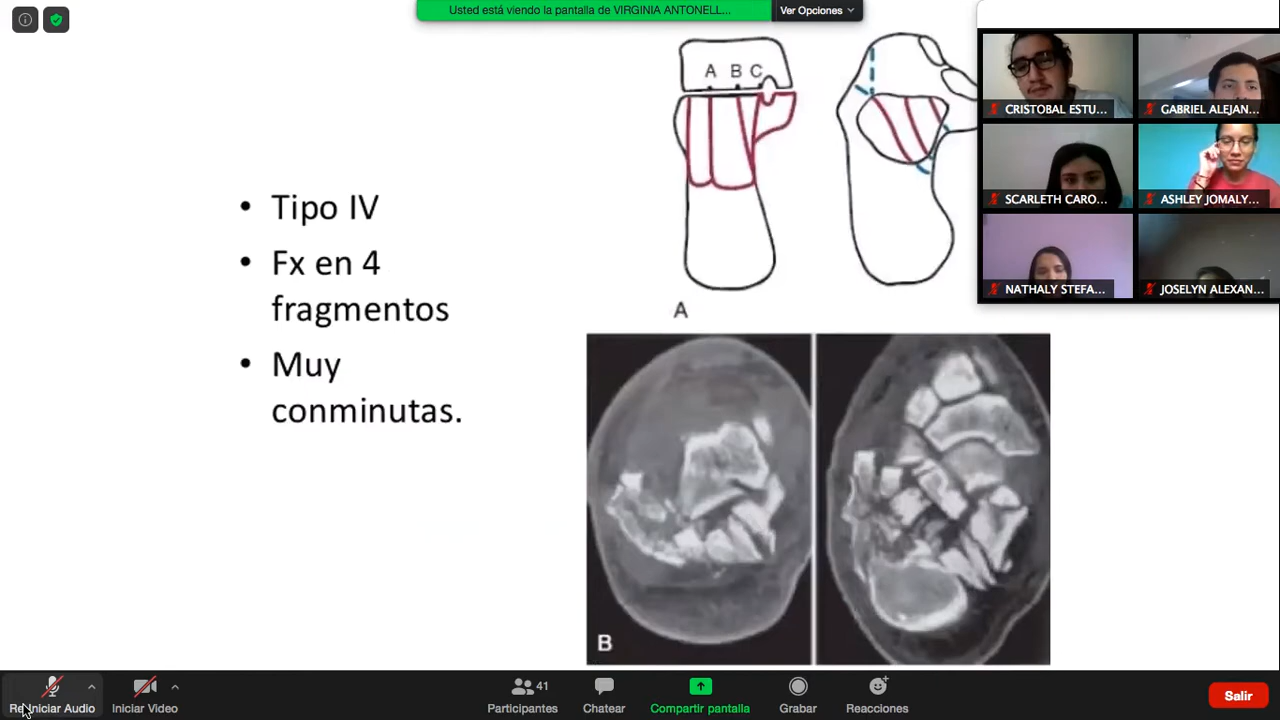 Usted está viendo la pantalla de VIRGINIA ANTONELL...
Ver Opciones
A B C
A
CRISTOBAL ESTU...
GABRIEL ALEJAN...
SCARLETH CARO...
ASHLEY JOMALY...
NATHALY STEFA...
JOSELYN ALEXAN...
• Tipo IV
• Fx en 4
fragmentos
• Muy
conminutas.
B
Iniciar Audio
Iniciar Video
Participantes
41
Chatear
Compartir pantalla
Grabar
Reacciones
Salir